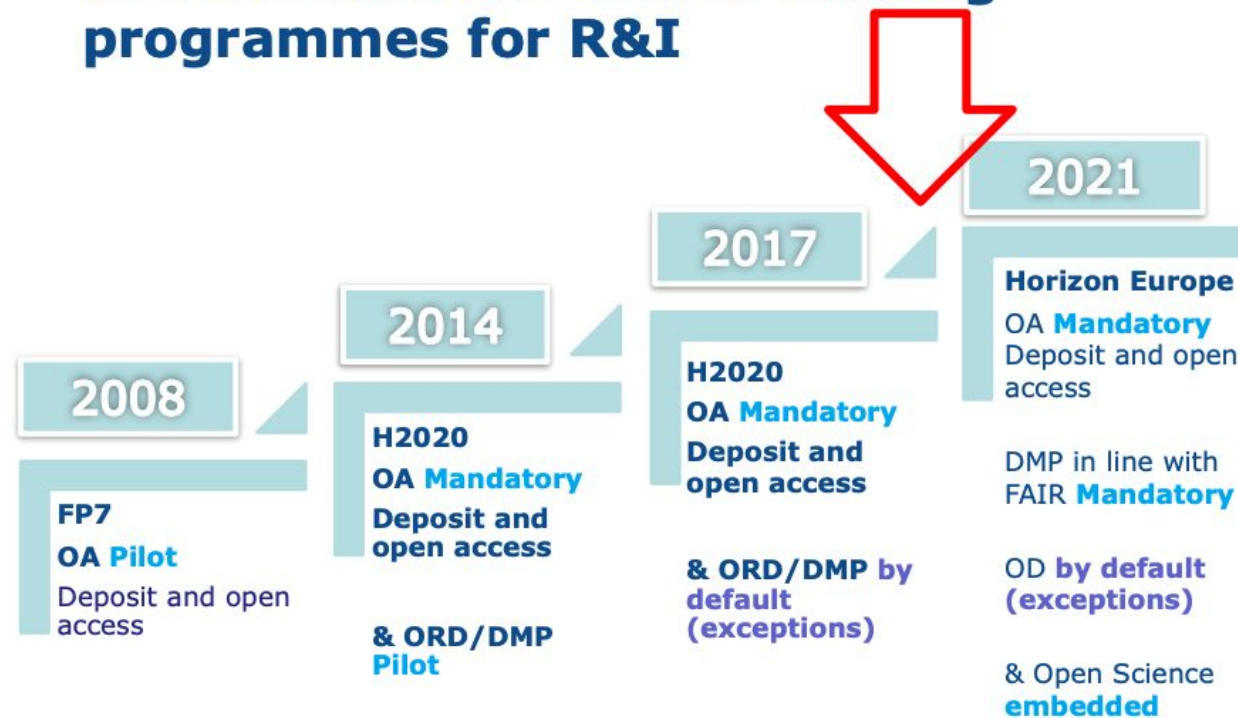 programmes for R&I
2008
FP7
OA Pilot
Deposit and open
access
2014
H2020
OA Mandatory
Deposit and
open access
& ORD/DMP
Pilot
2017
H2020
OA Mandatory
Deposit and
open access
& ORD/DMP by
default
(exceptions)
2021
Horizon Europe
OA Mandatory
Deposit and open
access
DMP in line with
FAIR Mandatory
OD by default
(exceptions)
& Open Science
embedded